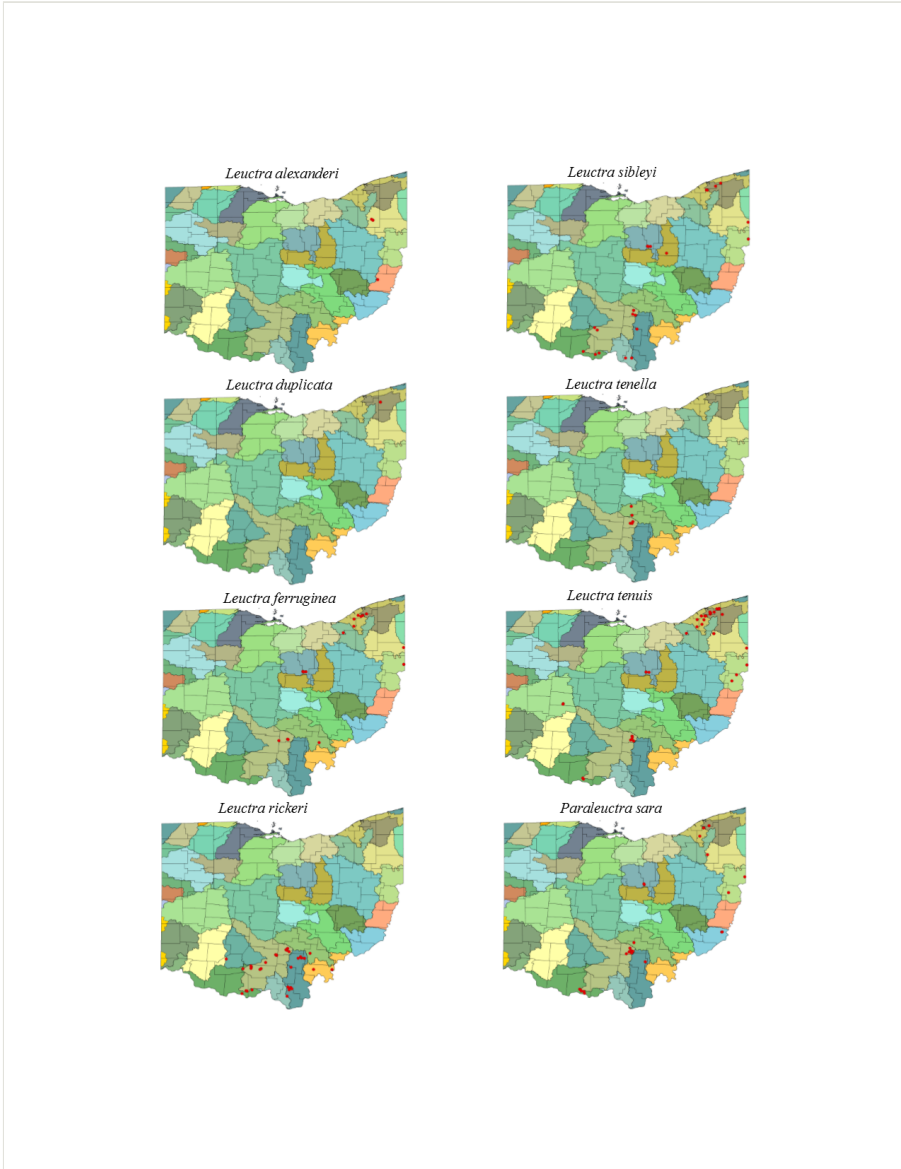 Leuctra alexanderi
Leuctra sibleyi
Leuctra duplicata
Leuctra tenella
Leuctra ferruginea
Leuctra tenuis
Leuctra rickeri
Paraleuctra sara